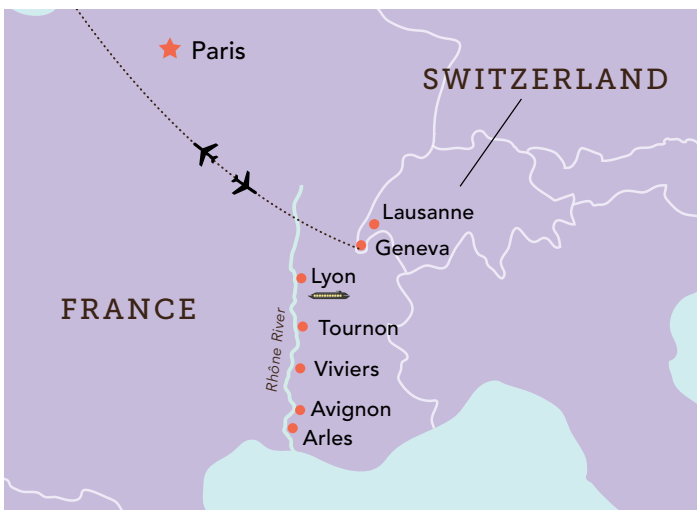 Paris
SWITZERLAND
Lausanne
Geneva
Lyon
FRANCE
Tournon
Rhône River
Viviers
Avignon
Arles